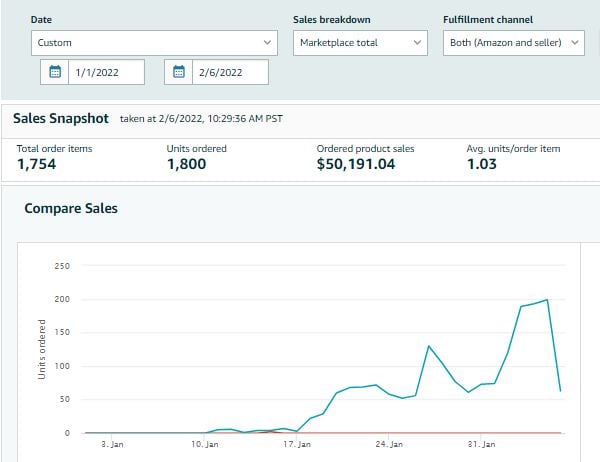 Date
Sales breakdown
Fulfillment channel
Custom
Marketplace total
Both (Amazon and seller)
1/1/2022
2/6/2022
Sales Snapshot taken at 2/6/2022, 10:29:36 AM PST
Total order items
Units ordered
Ordered product sales
Avg. units/order item
1,754
1,800
$50,191.04
1.03
Compare Sales
Units ordered
250
200
150
100
50
0
3. Jan
10. Jan
17. Jan
24. Jan
31. Jan